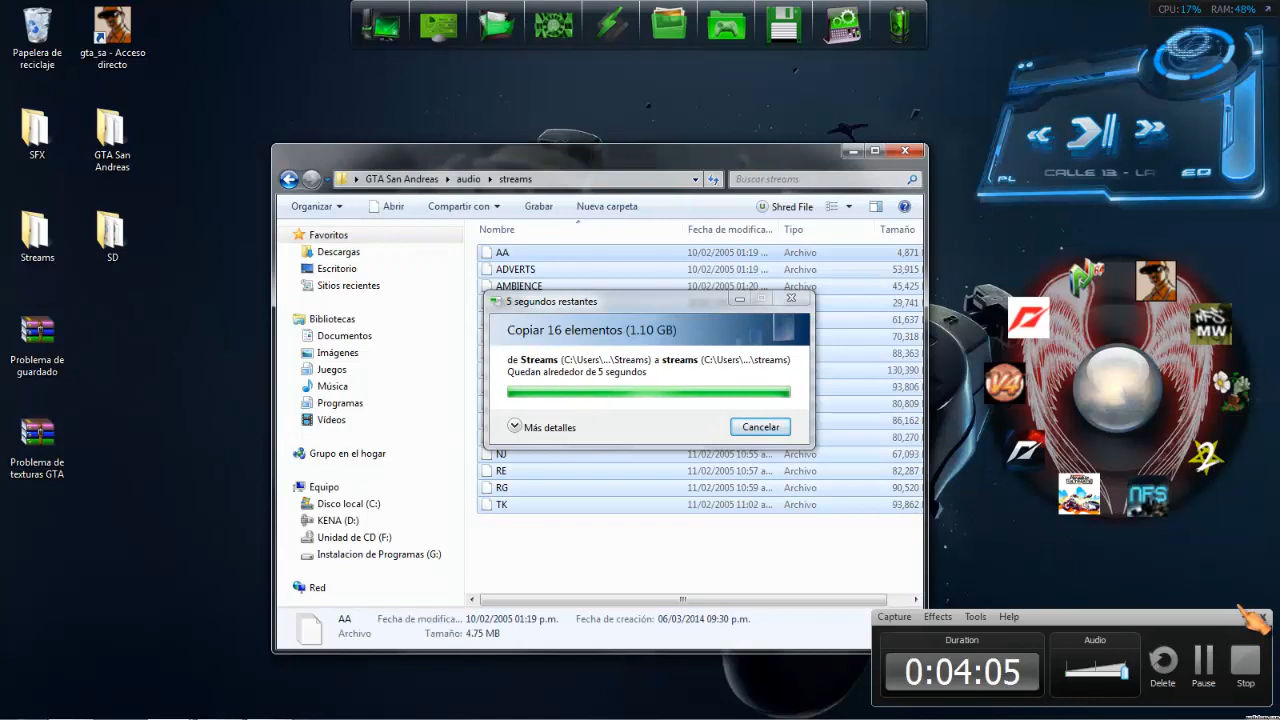 CPU: 17% RAM: 48%
Papelera de
reciclaje
gta_sa - Acceso
directo
SFX
GTA San
Andreas
Streams
SD
Problema de
guardado
Problema de
texturas GTA
CALLE 13 - LA
PL
EQ
GTA San Andreas
audio
streams
Buscar streams
Organizar
Abrir
Compartir con
Grabar
Nueva carpeta
Shred File
Favoritos
Descargas
Escritorio
Sitios recientes
Bibliotecas
Documentos
Imágenes
Juegos
Música
Programas
Vídeos
Grupo en el hogar
Equipo
Disco local (C:)
KENA (D:)
Unidad de CD (F:)
Instalacion de Programas (G:)
Red
Nombre Fecha de modifica... Tipo Tamaño
AA 10/02/2005 01:19 ... Archivo 4,871
ADVERTS 10/02/2005 01:19 ... Archivo 53,915
AMBIENCE 10/02/2005 01:20 ... Archivo 45,425
29,741
61,637
70,318
88,363
130,390
93,806
80,809
86,162
80,270
NJ 11/02/2005 10:55 a... Archivo 67,093
RE 11/02/2005 10:57 a... Archivo 82,287
RG 11/02/2005 10:59 a... Archivo 90,520
TK 11/02/2005 11:02 a... Archivo 93,862
5 segundos restantes
Copiar 16 elementos (1.10 GB)
de Streams (C:\Users\...\Streams) a streams (C:\Users\...\streams)
Quedan alrededor de 5 segundos
Más detalles
Cancelar
AA Fecha de modifica... 10/02/2005 01:19 p.m. Fecha de creación: 06/03/2014 09:30 p.m.
Archivo Tamaño: 4.75 MB
V4
NFS
MW
2
NFS
Capture Effects Tools Help
Duration
0:04:05
Audio
Delete
Pause
Stop